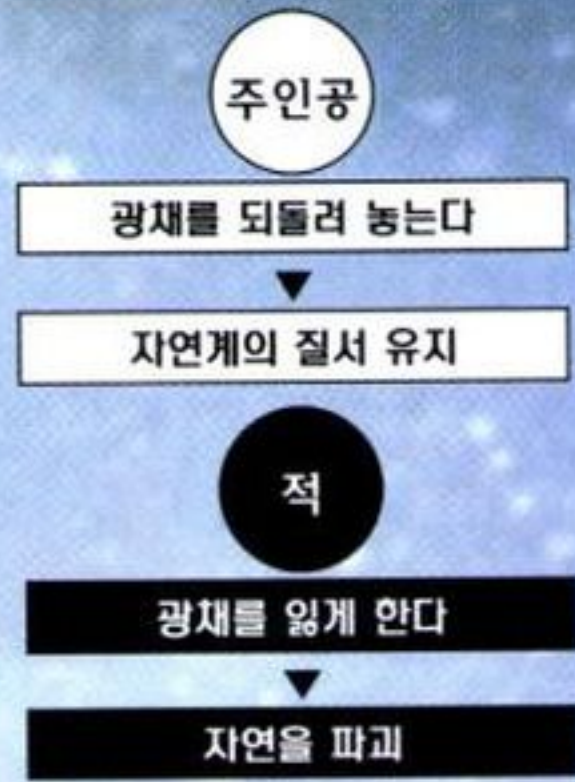 주인공
광채를 되돌려 놓는다
자연계의 질서 유지
적
광채를 잃게 한다
자연을 파괴